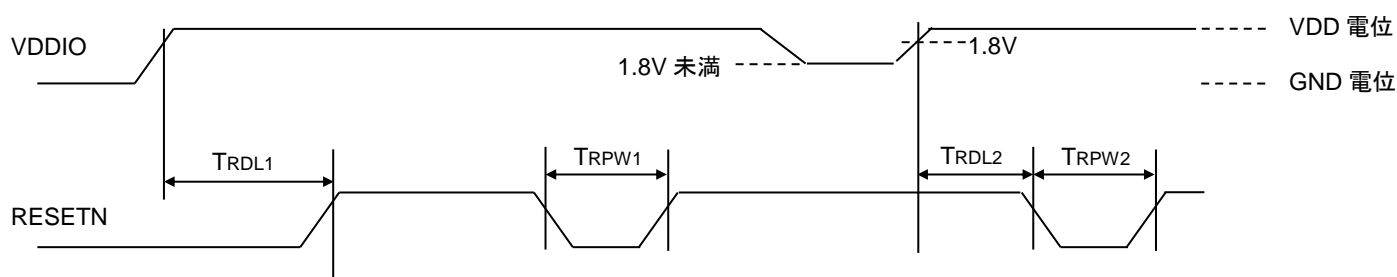 VDDIO
1.8V 未満
1.8V
VDD 電位
GND 電位
TRDL1
TRPW1
TRDL2
TRPW2
RESETN